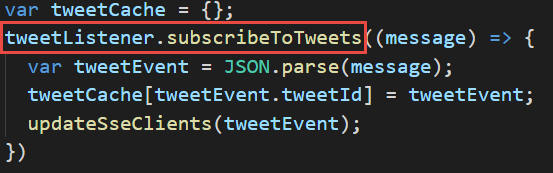 var tweetCache = {};
tweetListener.subscribeToTweets((message) => {
  var tweetEvent = JSON.parse(message);
  tweetCache[tweetEvent.tweetId] = tweetEvent;
  updateSseClients(tweetEvent);
})